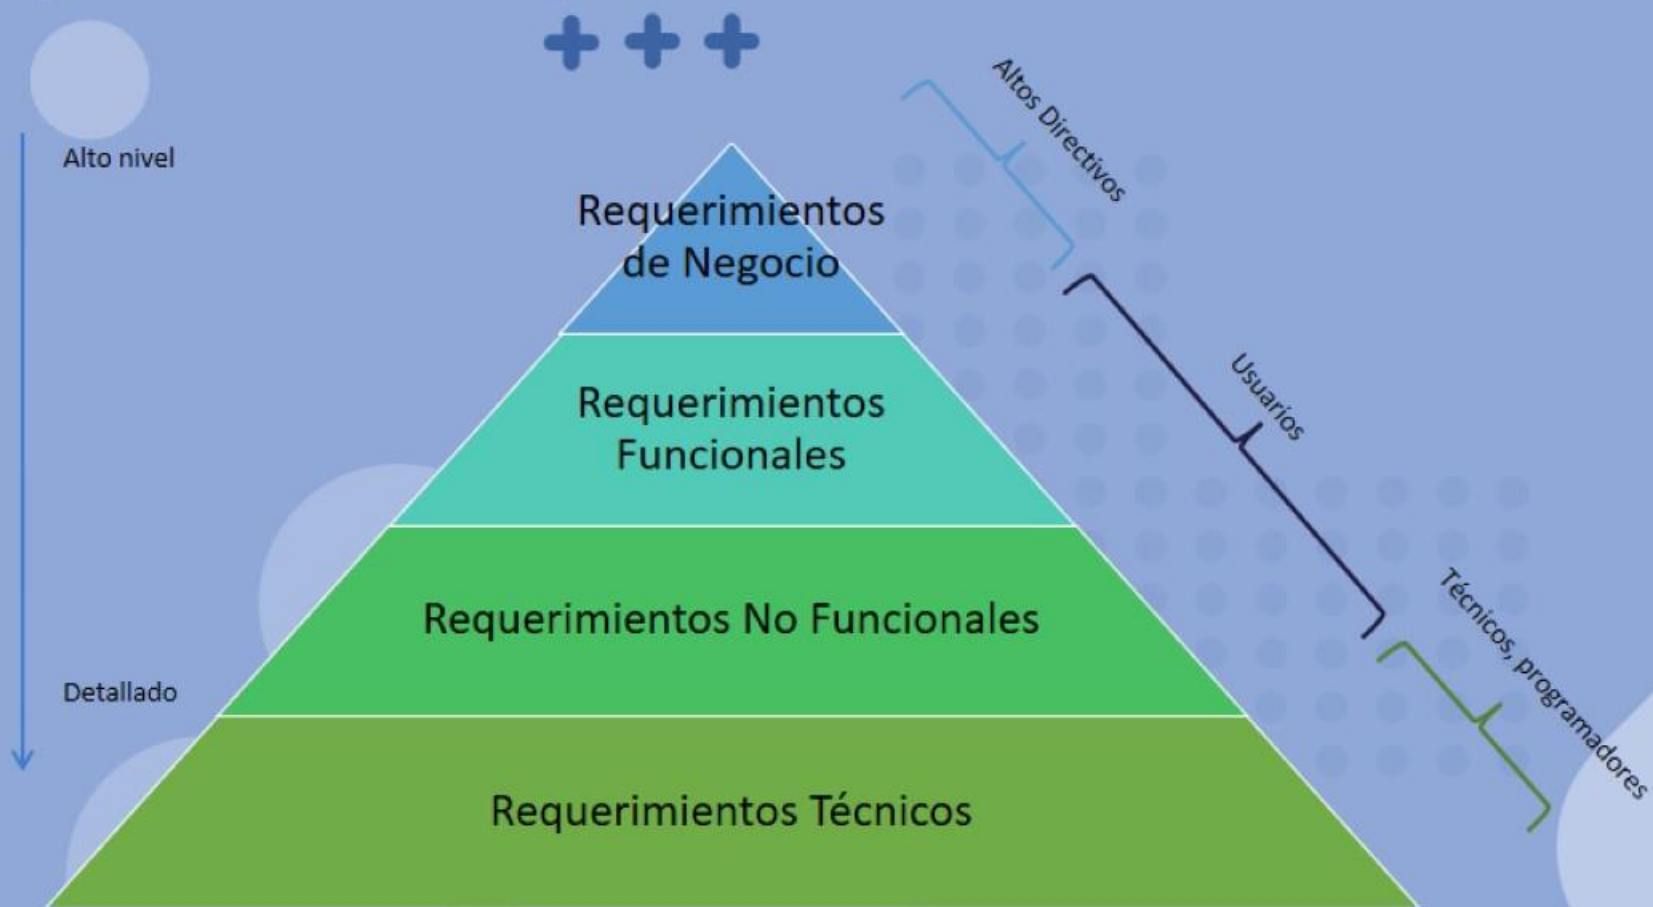 Alto nivel
Altos Directivos
Requerimientos
de Negocio
Requerimientos
Funcionales
Usuarios
Requerimientos No Funcionales
Detallado
Técnicos, programadores
Requerimientos Técnicos